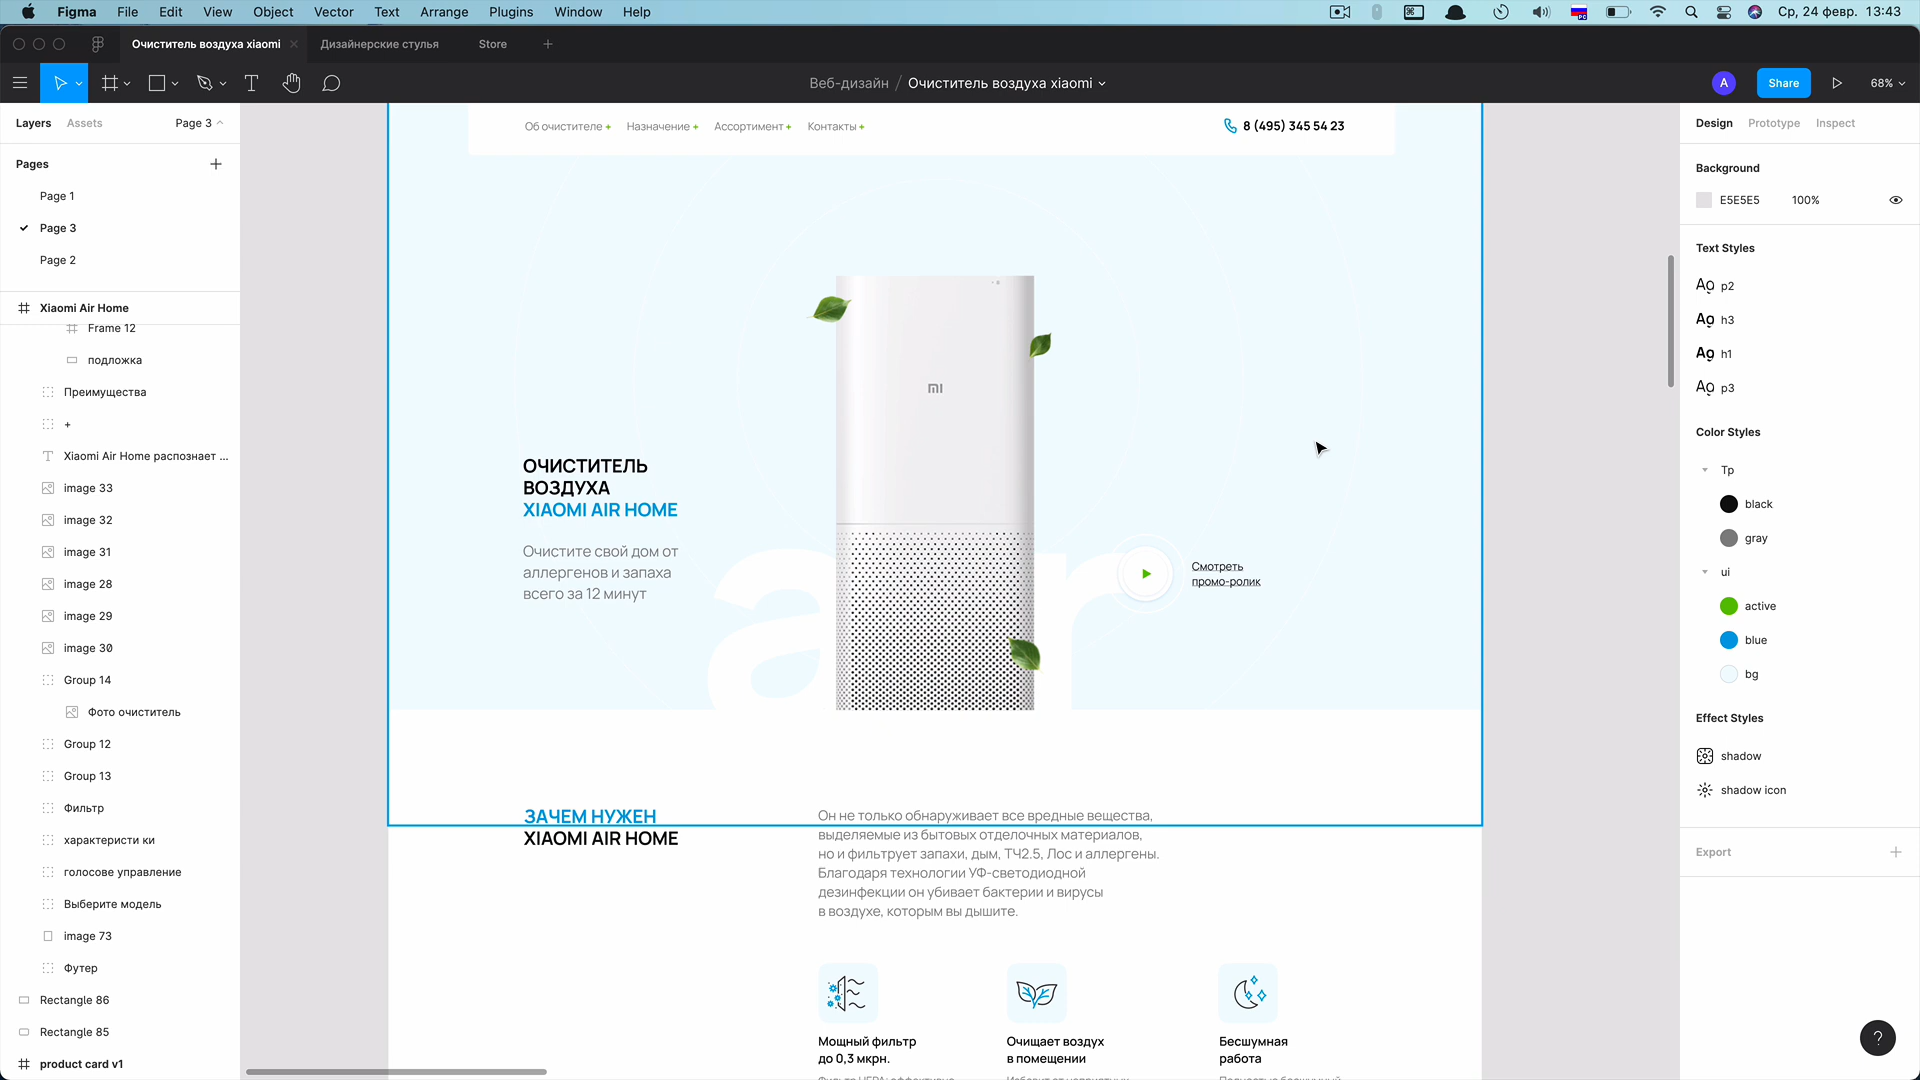 Figma File Edit View Object Vector Text Arrange Plugins Window Help
Ср, 24 февр. 13:43
Очиститель воздуха xiaomi
Дизайнерские стулья
Store
Веб-дизайн / Очиститель воздуха xiaomi
A
Share
68%
Layers
Assets
Page 3
Pages
Page 1
Page 3
Page 2
Xiaomi Air Home
Frame 12
подложка
Преимущества
+
Xiaomi Air Home распознает ...
image 33
image 32
image 31
image 28
image 29
image 30
Group 14
Фото очиститель
Group 12
Group 13
Фильтр
характеристи ки
голосове управление
Выберите модель
image 73
Футер
Rectangle 86
Rectangle 85
product card v1
Об очистителе +
Назначение +
Ассортимент +
Контакты +
8 (495) 345 54 23
mi
ОЧИСТИТЕЛЬ
ВОЗДУХА
XIAOMI AIR HOME
Очистите свой дом от
аллергенов и запаха
всего за 12 минут
air
Смотреть
промо-ролик
ЗАЧЕМ НУЖЕН
XIAOMI AIR HOME
Он не только обнаруживает все вредные вещества,
выделяемые из бытовых отделочных материалов,
но и фильтрует запахи, дым, ТЧ2.5, Лос и аллергены.
Благодаря технологии УФ-светодиодной
дезинфекции он убивает бактерии и вирусы
в воздухе, которым вы дышите.
Мощный фильтр
до 0,3 мкрн.
Очищает воздух
в помещении
Бесшумная
работа
Design
Prototype
Inspect
Background
E5E5E5
100%
Text Styles
Ag p2
Ag h3
Ag h1
Ag p3
Color Styles
Тр
black
gray
ui
active
blue
bg
Effect Styles
shadow
shadow icon
Export
?